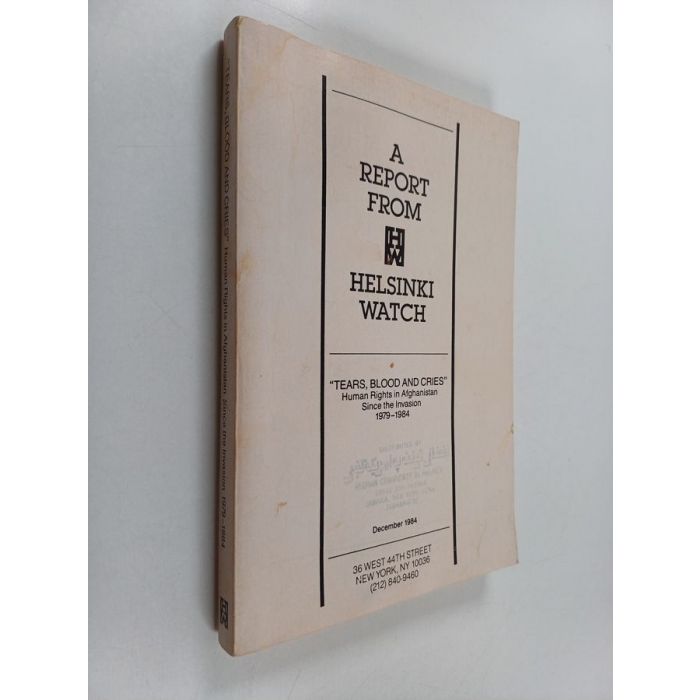 A
REPORT
FROM
HW
HELSINKI
WATCH
"TEARS, BLOOD AND CRIES"
Human Rights in Afghanistan
Since the Invasion
1979-1984
December 1984
36 WEST 44TH STREET
NEW YORK, NY 10036
(212) 840-9460
"TEARS, BLOOD AND CRIES" Human Rights in Afghanistan Since the Invasion 1979-1984
HW